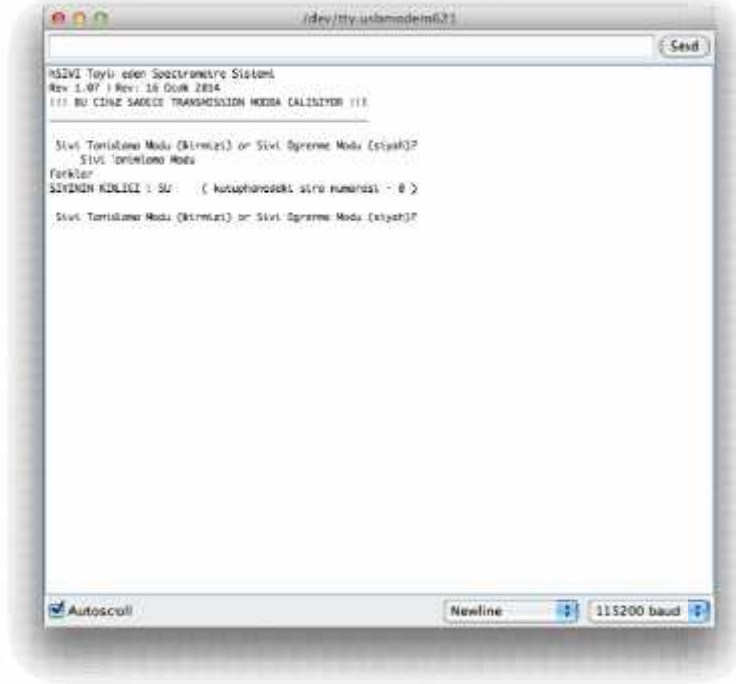 /dev/tty.usbmodem621
Send
SIVI Tayin eden Spectrometre Sistemi
Rev 1.07 | Rev: 16 Ocak 2014
!!! BU CIHAZ SADECE TRANSMISSION MODDA CALISIYOR !!!
Sivi Tanimlama Modu (kirmizi) or Sivi Ogrenme Modu (siyah)?
Sivi Tanimlama Modu
Farklar
SIVININ KIMLIGI : SU ( kutuphanedeki sira numarasi - 0 )
Sivi Tanimlama Modu (kirmizi) or Sivi Ogrenme Modu (siyah)?
Autoscroll
Newline
115200 baud